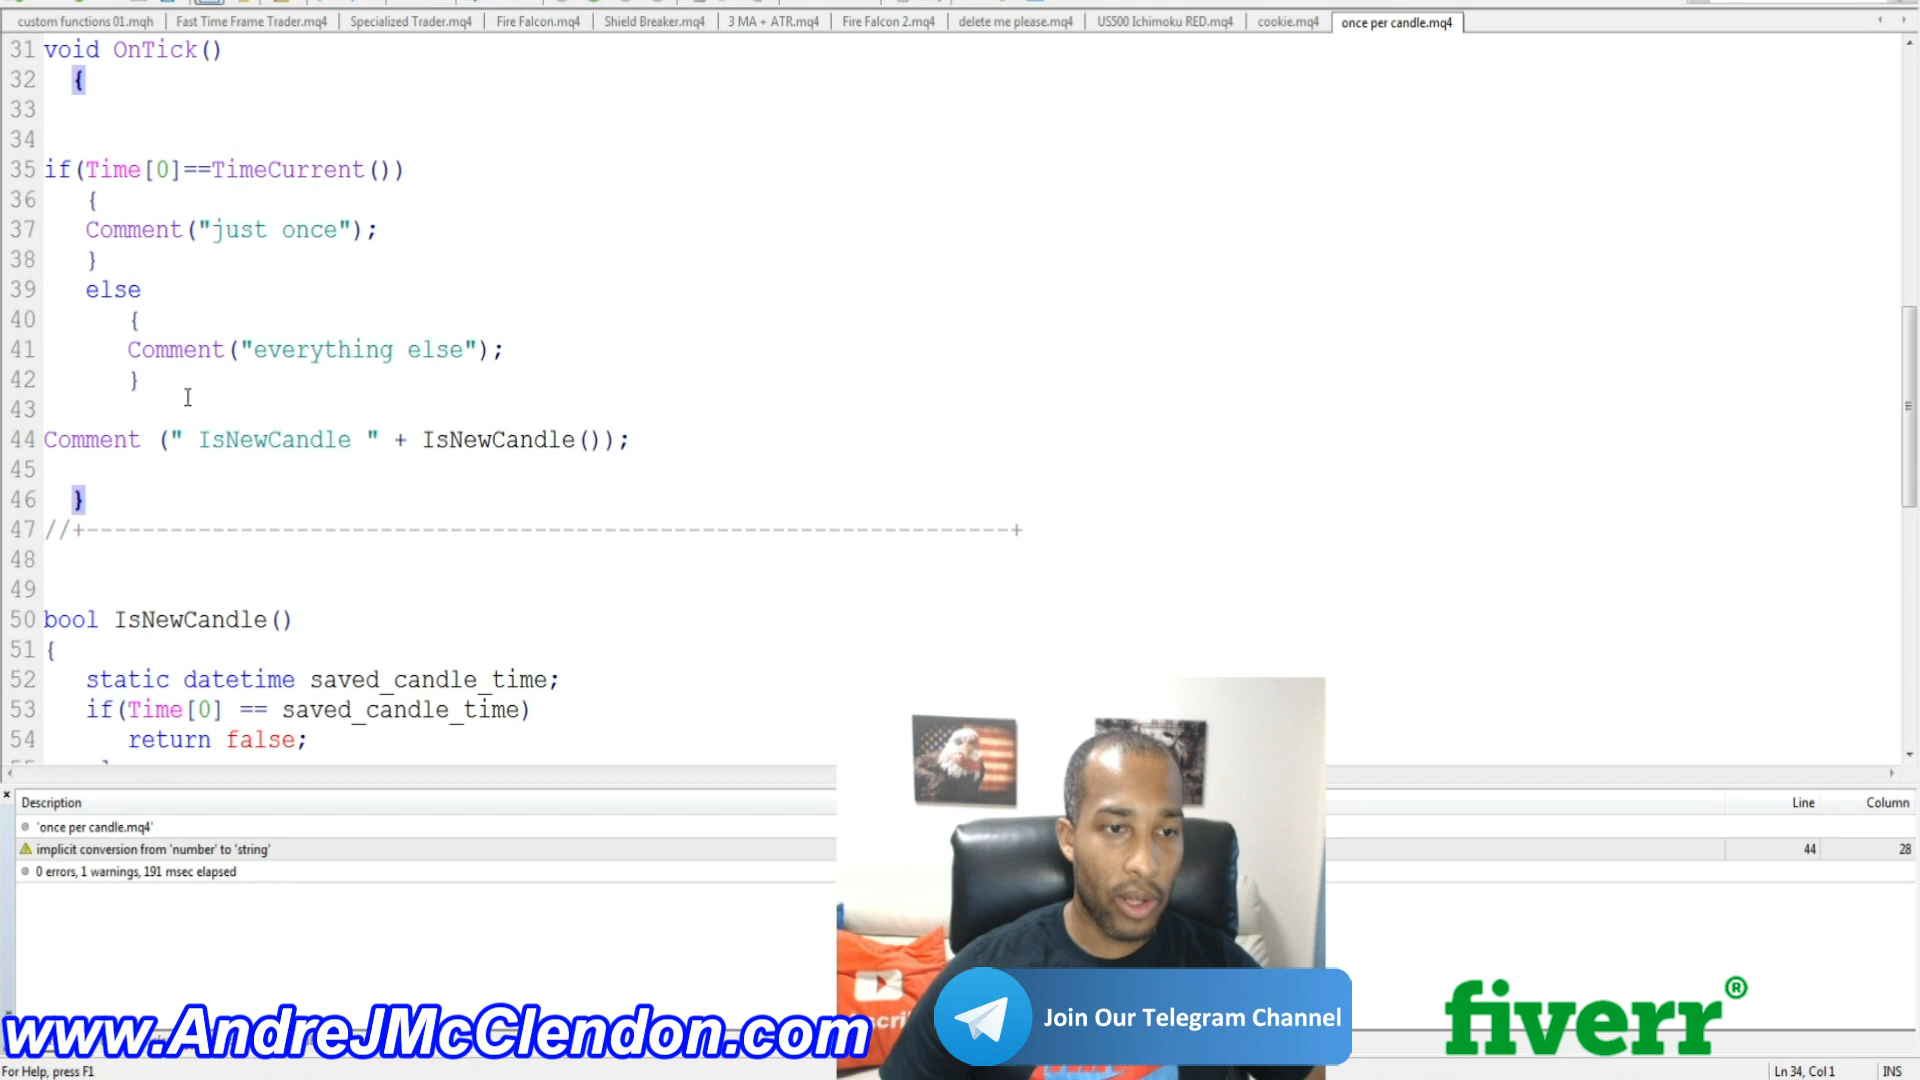 custom functions 01.mqh Fast Time Frame Trader.mq4 Specialized Trader.mq4 Fire Falcon.mq4 Shield Breaker.mq4 3 MA + ATR.mq4 Fire Falcon 2.mq4 delete me please.mq4 US500 Ichimoku RED.mq4 cookie.mq4 once per candle.mq4
31 void OnTick()
32 {
33
34
35 if(Time[0]==TimeCurrent())
36 {
37 Comment("just once");
38 }
39 else
40 {
41 Comment("everything else");
42 }
43
44 Comment (" IsNewCandle " + IsNewCandle());
45
46 }
47 //+------------------------------------------------------------------+
48
49
50 bool IsNewCandle()
51 {
52 static datetime saved_candle_time;
53 if(Time[0] == saved_candle_time)
54 return false;
Description Line Column
'once per candle.mq4'
implicit conversion from 'number' to 'string' 44 28
0 errors, 1 warnings, 191 msec elapsed
www.AndreJMcClendon.com
Join Our Telegram Channel
fiverr®
For Help, press F1 Ln 34, Col 1 INS